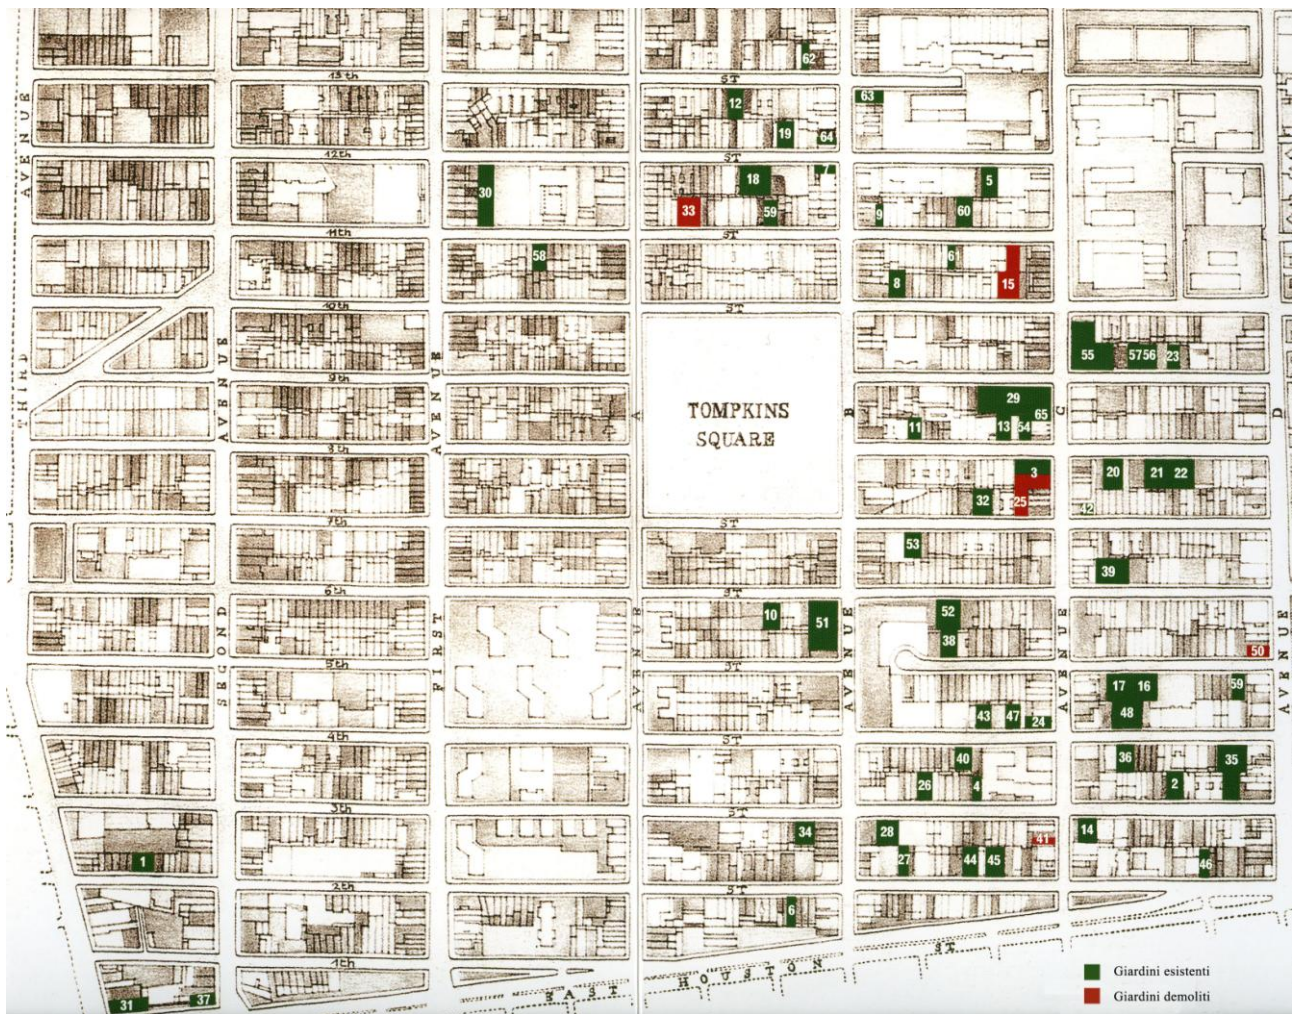 62
13th
ST
12
63
19
64
12th
ST
7
18
5
30
33
59
9
60
11th
ST
58
61
8
15
10th
ST
THIRD AVENUE
SECOND AVENUE
FIRST AVENUE
AVENUE A
AVENUE B
AVENUE C
AVENUE D
55
57
56
23
9th
29
TOMPKINS
SQUARE
65
11
13
54
8th
3
20
21
22
32
25
42
7th
ST
53
39
6th
ST
10
51
52
38
50
5th
ST
17
16
59
48
43
47
24
4th
ST
40
36
35
26
4
2
3th
ST
34
28
41
14
1
27
44
45
46
2th
ST
6
1th
EAST HOUSTON ST
31
37
Giardini esistenti
Giardini demoliti